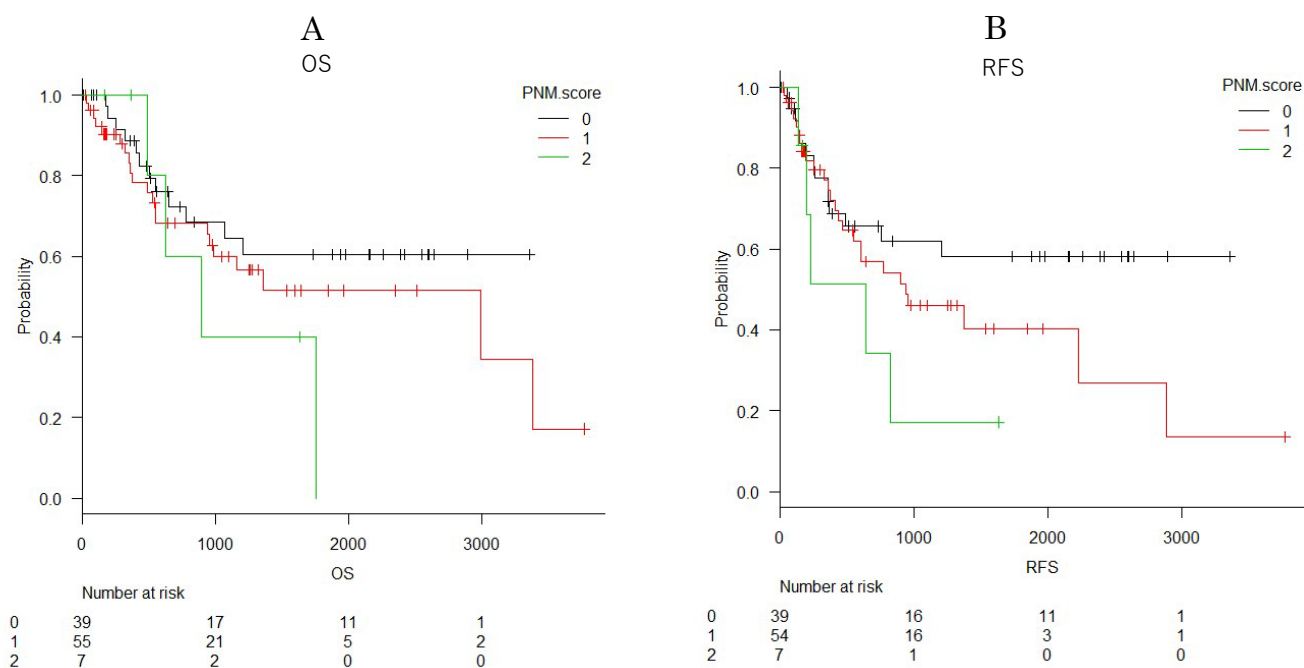 A
OS
PNM.score
0
1
2
Probability
1.0
0.8
0.6
0.4
0.2
0.0
0 1000 2000 3000
OS
Number at risk
0 39 17 11 1
1 55 21 5 2
2 7 2 0 0
B
RFS
PNM.score
0
1
2
Probability
1.0
0.8
0.6
0.4
0.2
0.0
0 1000 2000 3000
RFS
Number at risk
0 39 16 11 1
1 54 16 3 1
2 7 1 0 0